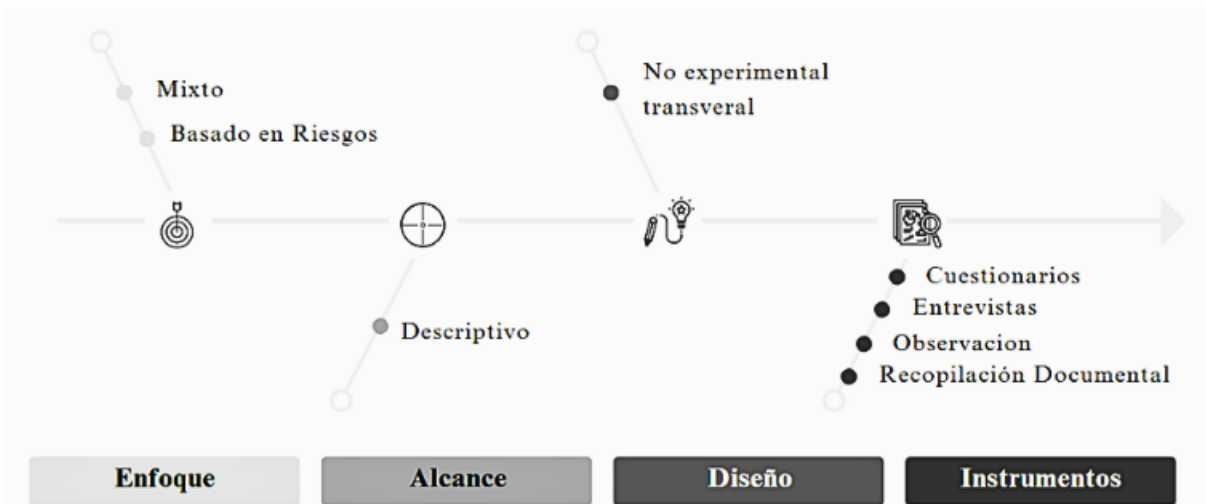 Mixto
Basado en Riesgos
No experimental
transveral
Descriptivo
Cuestionarios
Entrevistas
Observacion
Recopilación Documental
Enfoque
Alcance
Diseño
Instrumentos